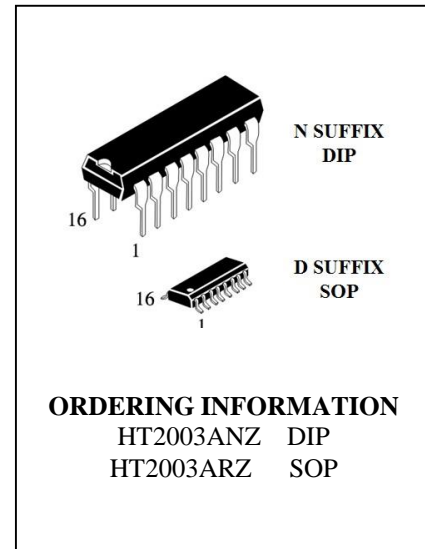 N SUFFIX
DIP
16
1
D SUFFIX
SOP
16
1
ORDERING INFORMATION
HT2003ANZ DIP
HT2003ARZ SOP